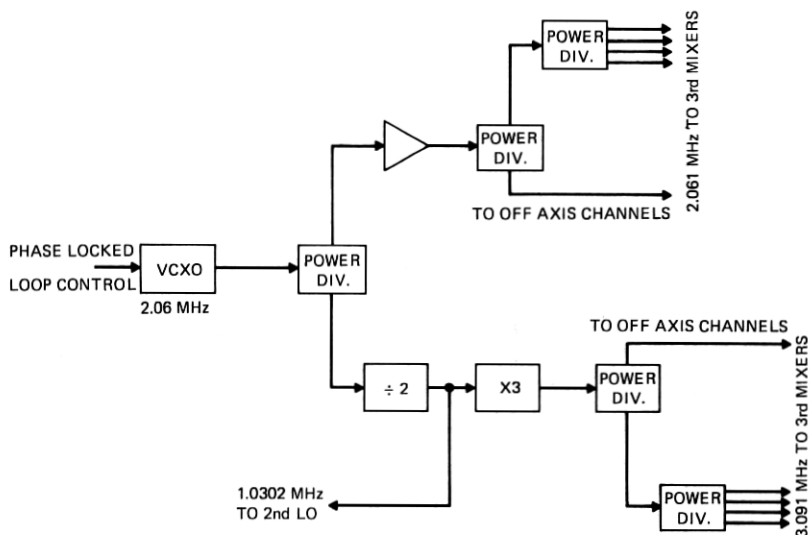 POWER
DIV.
2.061 MHz TO 3rd MIXERS
POWER
DIV.
TO OFF AXIS CHANNELS
PHASE LOCKED
LOOP CONTROL
VCXO
2.06 MHz
POWER
DIV.
TO OFF AXIS CHANNELS
÷ 2
X3
POWER
DIV.
3.091 MHz TO 3rd MIXERS
1.0302 MHz
TO 2nd LO
POWER
DIV.